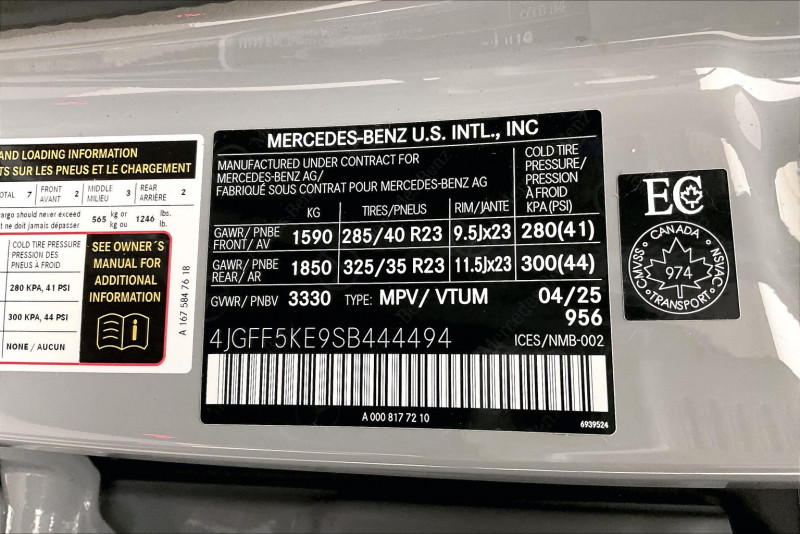 AND LOADING INFORMATION
TS SUR LES PNEUS ET LE CHARGEMENT
OTAL 7 FRONT AVANT 2 MIDDLE MILIEU 3 REAR ARRIÈRE 2
argo should never exceed 565 kg or 1246 lbs.
t ne doit jamais dépasser kg ou lb.
COLD TIRE PRESSURE
PRESSION DES
PNEUS À FROID
280 KPA, 41 PSI
300 KPA, 44 PSI
NONE / AUCUN
SEE OWNER´S
MANUAL FOR
ADDITIONAL
INFORMATION
A 167 584 76 18
MERCEDES-BENZ U.S. INTL., INC
MANUFACTURED UNDER CONTRACT FOR
MERCEDES-BENZ AG/
FABRIQUÉ SOUS CONTRAT POUR MERCEDES-BENZ AG
COLD TIRE
PRESSURE/
PRESSION
À FROID
KPA(PSI)
KG TIRES/PNEUS RIM/JANTE
GAWR/ PNBE
FRONT/ AV 1590 285/40 R23 9.5Jx23 280(41)
GAWR/ PNBE
REAR/ AR 1850 325/35 R23 11.5Jx23 300(44)
GVWR/ PNBV 3330 TYPE: MPV/ VTUM 04/25
956
4JGFF5KE9SB444494 ICES/NMB-002
A 000 817 72 10
6939524
EC
CANADA
CMVSS NSVAC
974
TRANSPORT